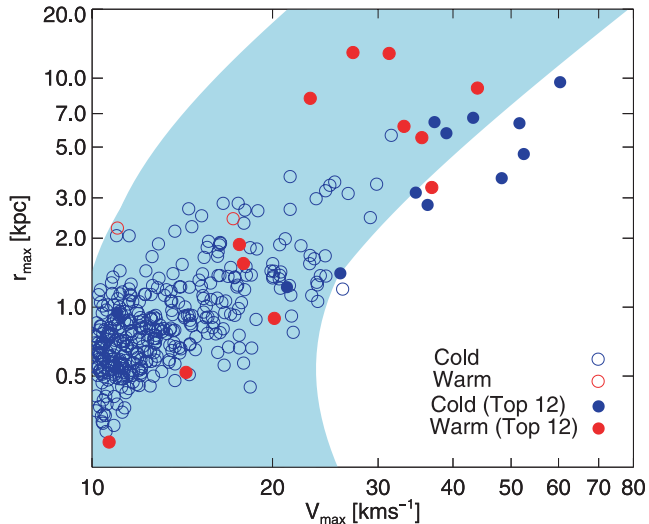 20.0
10.0
7.0
5.0
3.0
2.0
1.0
0.5
r_max [kpc]
Cold
Warm
Cold (Top 12)
Warm (Top 12)
10 20 30 40 50 60 70 80
V_max [kms⁻¹]